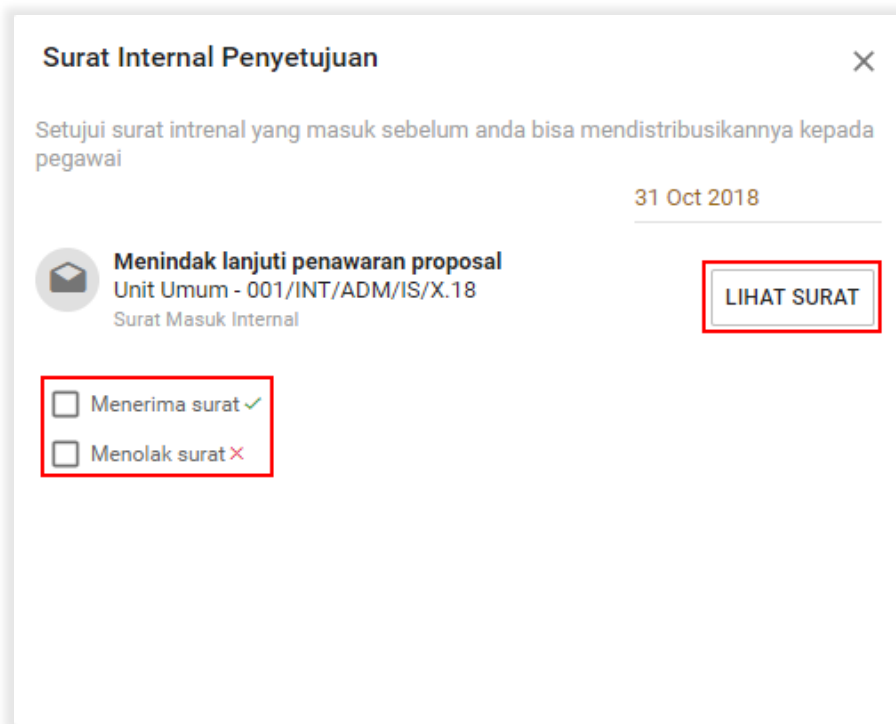 Surat Internal Penyetujuan
Setujui surat intrenal yang masuk sebelum anda bisa mendistribusikannya kepada
pegawai
31 Oct 2018
Menindak lanjuti penawaran proposal
Unit Umum - 001/INT/ADM/IS/X.18
Surat Masuk Internal
LIHAT SURAT
Menerima surat
Menolak surat